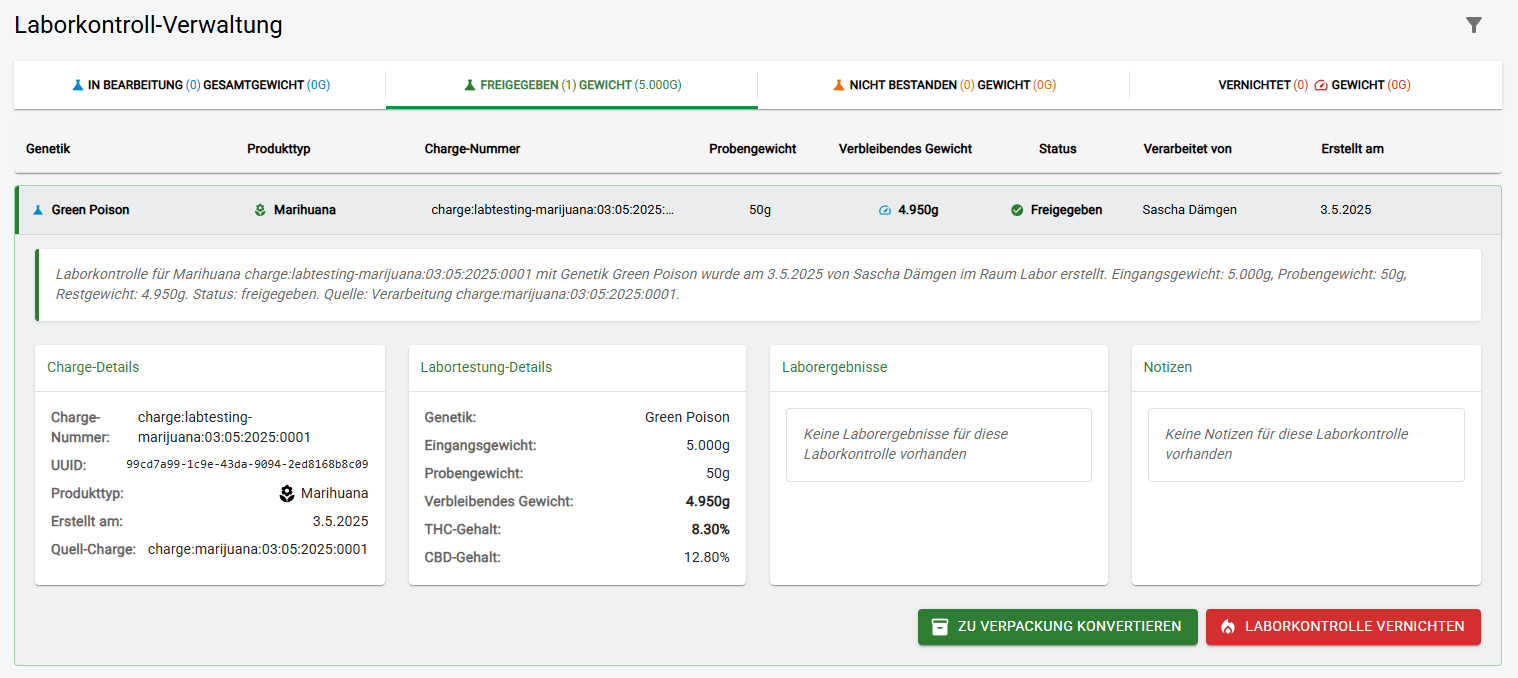 Laborkontroll-Verwaltung
IN BEARBEITUNG (0) GESAMTGEWICHT (0G)
FREIGEGEBEN (1) GEWICHT (5.000G)
NICHT BESTANDEN (0) GEWICHT (0G)
VERNICHTET (0) GEWICHT (0G)
Genetik Produkttyp Charge-Nummer Probengewicht Verbleibendes Gewicht Status Verarbeitet von Erstellt am
Green Poison Marihuana charge:labtesting-marijuana:03:05:2025:... 50g 4.950g Freigegeben Sascha Dämgen 3.5.2025
Laborkontrolle für Marihuana charge:labtesting-marijuana:03:05:2025:0001 mit Genetik Green Poison wurde am 3.5.2025 von Sascha Dämgen im Raum Labor erstellt. Eingangsgewicht: 5.000g, Probengewicht: 50g,
Restgewicht: 4.950g. Status: freigegeben. Quelle: Verarbeitung charge:marijuana:03:05:2025:0001.
Charge-Details
Charge-Nummer: charge:labtesting-
marijuana:03:05:2025:0001
UUID: 99cd7a99-1c9e-43da-9094-2ed8168b8c09
Produkttyp: Marihuana
Erstellt am: 3.5.2025
Quell-Charge: charge:marijuana:03:05:2025:0001
Labortestung-Details
Genetik: Green Poison
Eingangsgewicht: 5.000g
Probengewicht: 50g
Verbleibendes Gewicht: 4.950g
THC-Gehalt: 8.30%
CBD-Gehalt: 12.80%
Laborergebnisse
Keine Laborergebnisse für diese
Laborkontrolle vorhanden
Notizen
Keine Notizen für diese Laborkontrolle
vorhanden
ZU VERPACKUNG KONVERTIEREN
LABORKONTROLLE VERNICHTEN